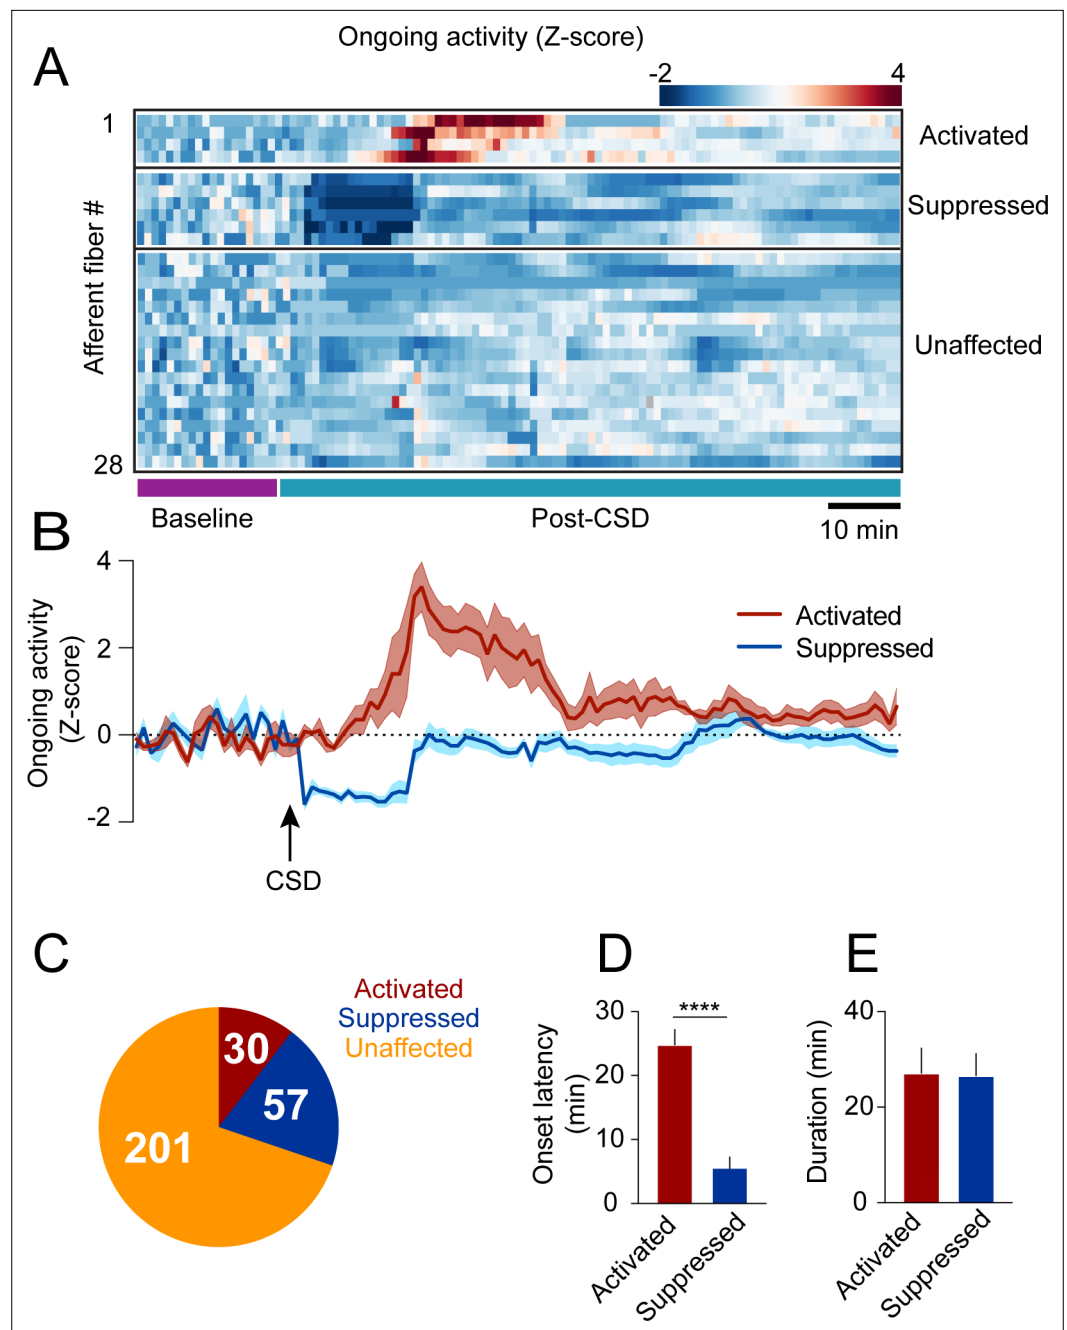 A
Ongoing activity (Z-score)
-2
4
1
Activated
Suppressed
Unaffected
Afferent fiber #
28
Baseline
Post-CSD
10 min
B
4
2
0
-2
Ongoing activity
(Z-score)
Activated
Suppressed
CSD
C
Activated
Suppressed
Unaffected
30
57
201
D
****
30
20
10
0
Onset latency
(min)
Activated
Suppressed
E
40
20
0
Duration (min)
Activated
Suppressed